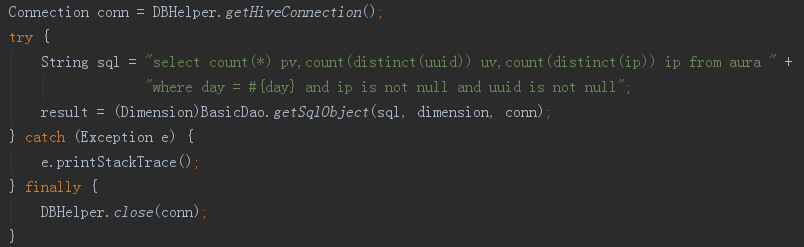 Connection conn = DBHelper.getHiveConnection();
try {
    String sql = "select count(*) pv,count(distinct(uuid)) uv,count(distinct(ip)) ip from aura " +
            "where day = #{day} and ip is not null and uuid is not null";
    result = (Dimension)BasicDao.getSqlObject(sql, dimension, conn);
} catch (Exception e) {
    e.printStackTrace();
} finally {
    DBHelper.close(conn);
}